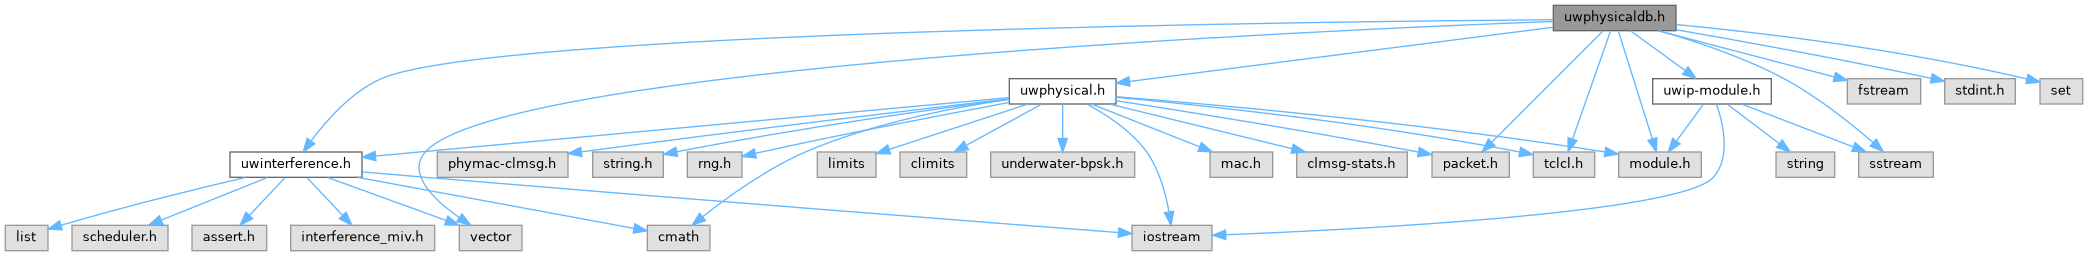 uwphysicaldb.h
uwphysical.h
uwip-module.h
fstream
stdint.h
set
uwinterference.h
phymac-clmsg.h
string.h
rng.h
limits
climits
underwater-bpsk.h
mac.h
clmsg-stats.h
packet.h
tclcl.h
module.h
string
sstream
list
scheduler.h
assert.h
interference_miv.h
vector
cmath
iostream